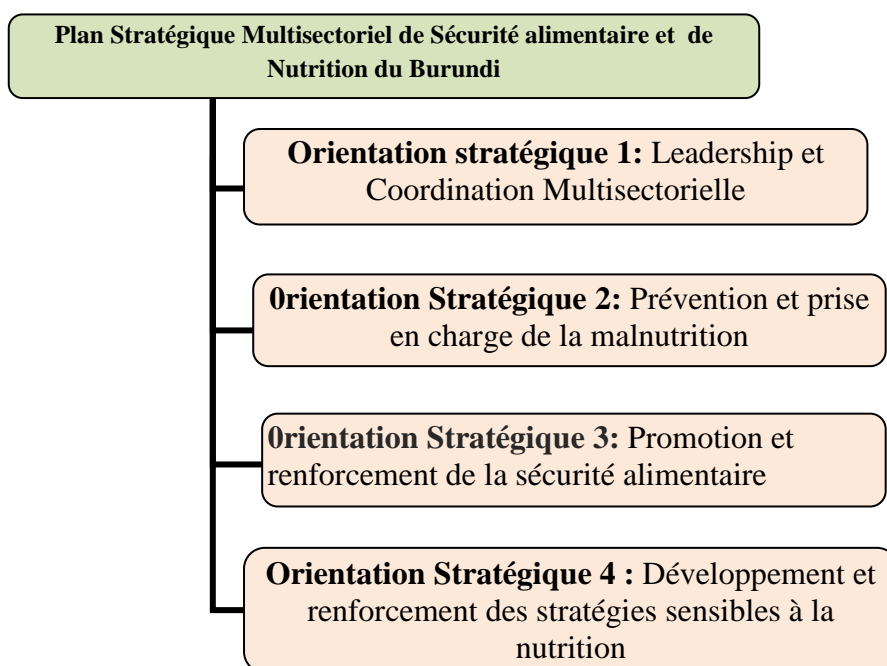 Plan Stratégique Multisectoriel de Sécurité alimentaire et de
Nutrition du Burundi
Orientation stratégique 1: Leadership et
Coordination Multisectorielle
0rientation Stratégique 2: Prévention et prise
en charge de la malnutrition
0rientation Stratégique 3: Promotion et
renforcement de la sécurité alimentaire
Orientation Stratégique 4 : Développement et
renforcement des stratégies sensibles à la
nutrition